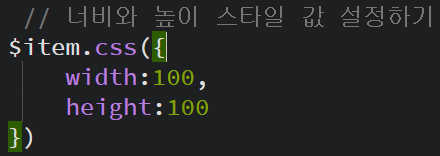 // 너비와 높이 스타일 값 설정하기
$item.css({
    width:100,
    height:100
})